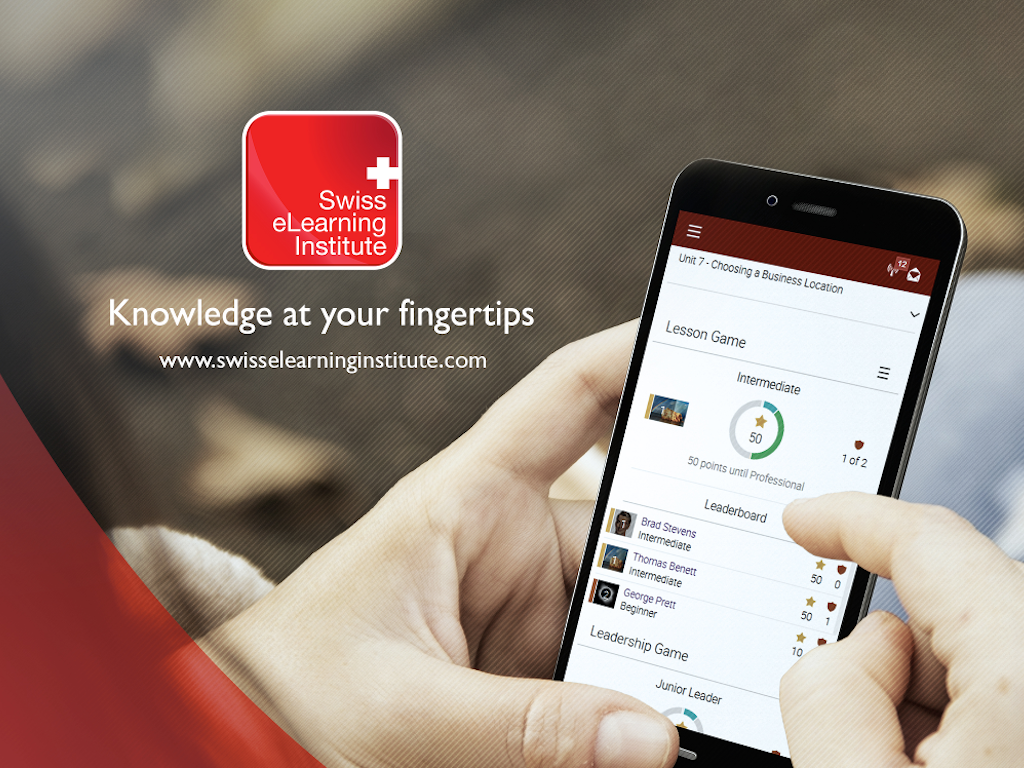 Swiss
eLearning
Institute
Knowledge at your fingertips
www.swisselearninginstitute.com
12
Unit 7 - Choosing a Business Location
Lesson Game
Intermediate
50
1 of 2
50 points until Professional
Leaderboard
Brad Stevens
Intermediate
50 0
Thomas Benett
Intermediate
50 1
George Prett
Beginner
10
Leadership Game
Junior Leader